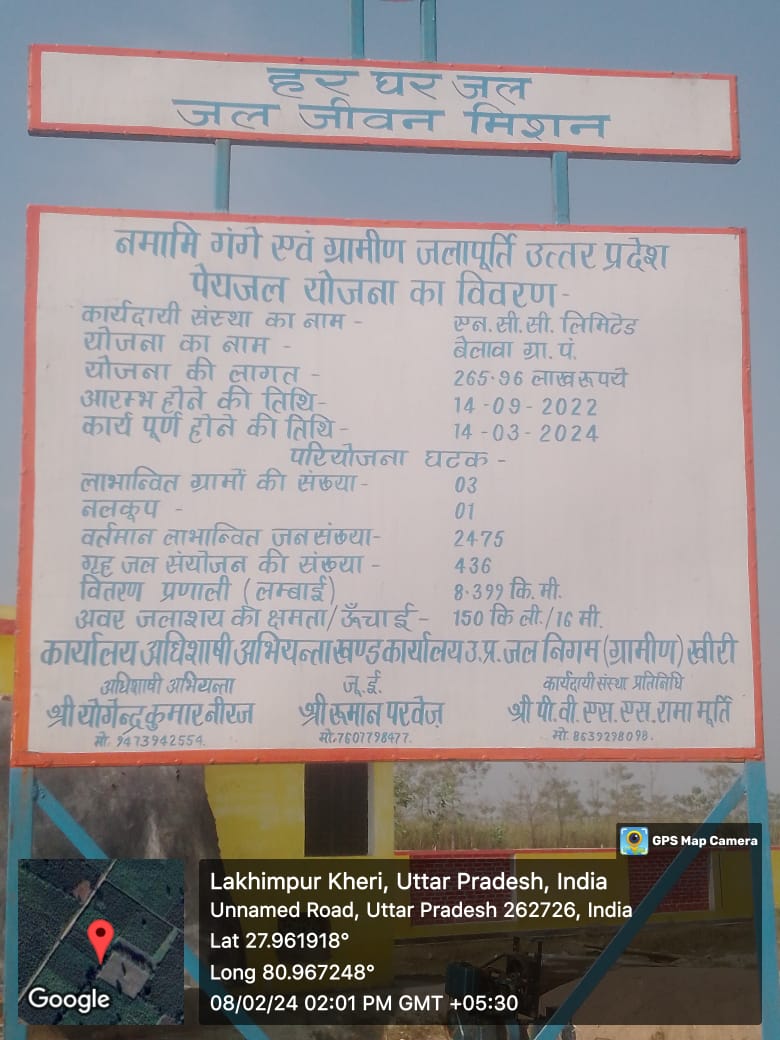 हर घर जल
जल जीवन मिशन
नमामि गंगे एवं ग्रामीण जलापूर्ति उत्तर प्रदेश
पेयजल योजना का विवरण-
कार्यदायी संस्था का नाम - एन. सी. सी. लिमिटेड
योजना का नाम - बेलावा ग्रा. पं.
योजना की लागत - 265.96 लाख रूपये
आरम्भ होने की तिथि- 14-09-2022
कार्य पूर्ण होने की तिथि- 14-03-2024
परियोजना घटक -
लाभान्वित ग्रामों की संख्या- 03
नलकूप - 01
वर्तमान लाभान्वित जनसंख्या- 2475
गृह जल संयोजन की संख्या - 436
वितरण प्रणाली (लम्बाई) 8.399 कि. मी.
अवर जलाशय की क्षमता/ऊँचाई- 150 कि ली./16 मी.
कार्यालय अधिशाषी अभियन्ता खण्ड कार्यालय उ.प्र. जल निगम (ग्रामीण) खीरी
अधिशाषी अभियन्ता जू. ई. कार्यदायी संस्था प्रतिनिधि
श्री योगेन्द्र कुमार नीरज श्री रूमान परवेज़ श्री पी. वी. एस. एस. रामा मूर्ति
मो. 9473942554. मो. 7607798477. मो. 8639298098.
GPS Map Camera
Lakhimpur Kheri, Uttar Pradesh, India
Unnamed Road, Uttar Pradesh 262726, India
Lat 27.961918°
Long 80.967248°
08/02/24 02:01 PM GMT +05:30
Google